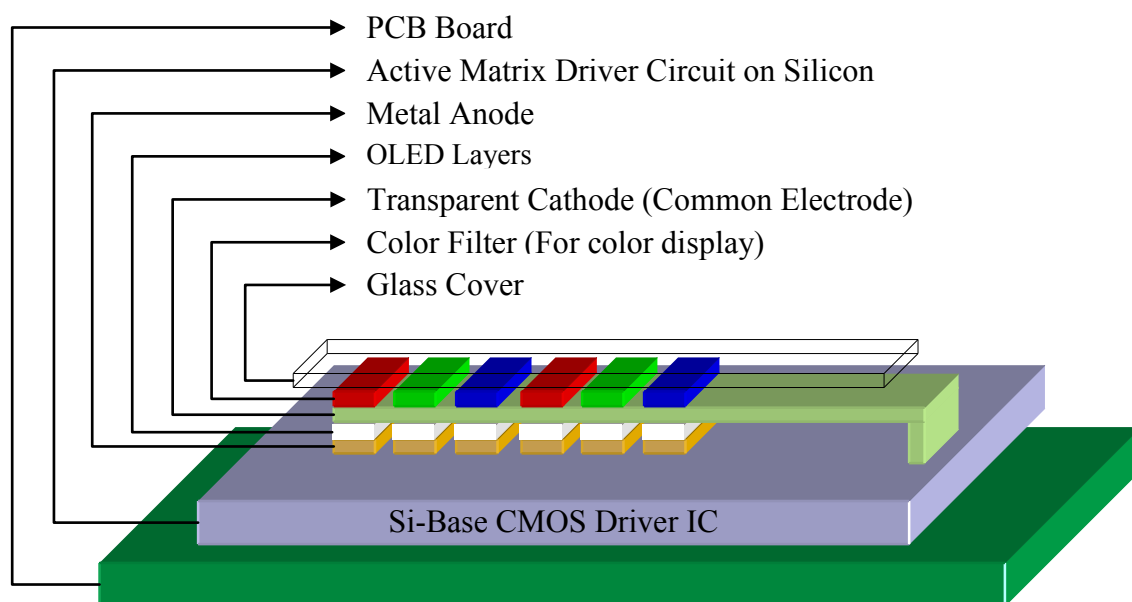 PCB Board
Active Matrix Driver Circuit on Silicon
Metal Anode
OLED Layers
Transparent Cathode (Common Electrode)
Color Filter (For color display)
Glass Cover
Si-Base CMOS Driver IC